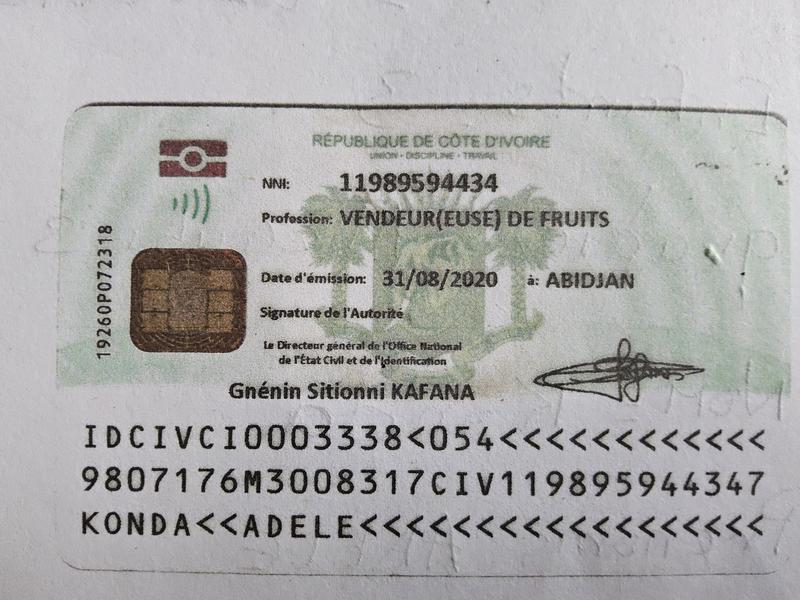 RÉPUBLIQUE DE CÔTE D'IVOIRE
UNION - DISCIPLINE - TRAVAIL
NNI: 11989594434
Profession: VENDEUR(EUSE) DE FRUITS
19260P072318
Date d'émission: 31/08/2020 à: ABIDJAN
Signature de l'Autorité
Le Directeur général de l'Office National
de l'État Civil et de l'Identification
Gnénin Sitionni KAFANA
IDCIVCI0003338<054<<<<<<<<<<<<
9807176M3008317CIV119895944347
KONDA<<ADELE<<<<<<<<<<<<<<<<<<